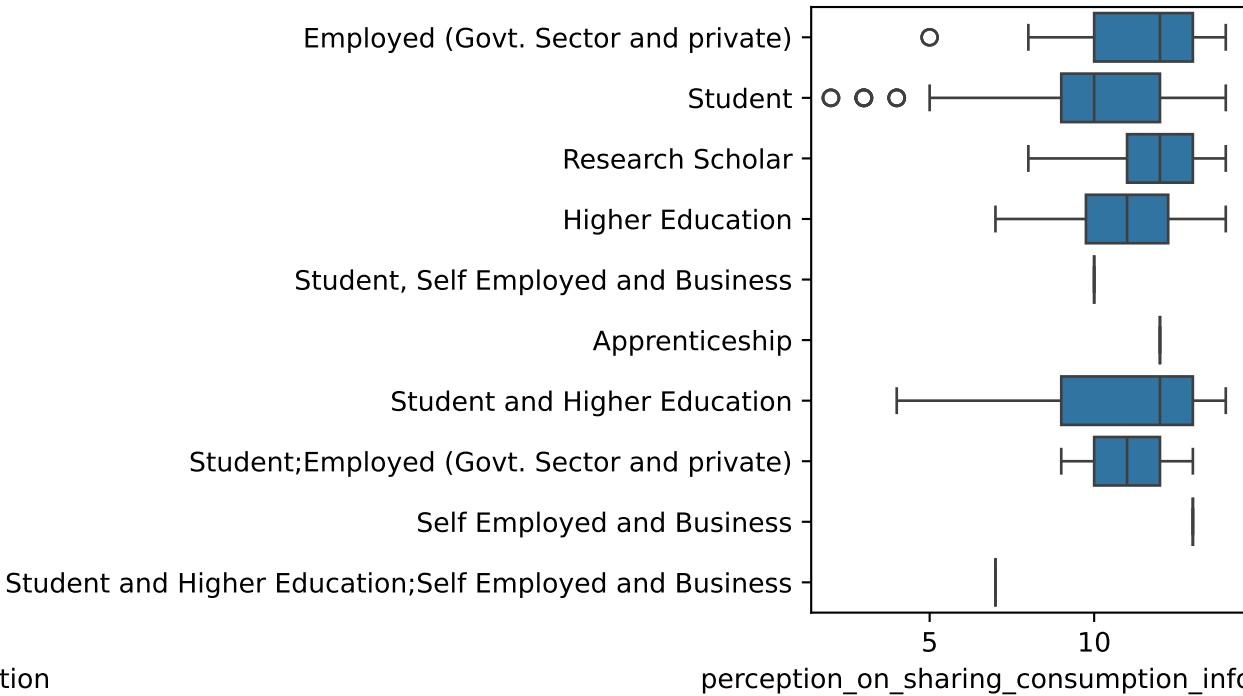 Employed (Govt. Sector and private)
Student
Research Scholar
Higher Education
Student, Self Employed and Business
Apprenticeship
Student and Higher Education
Student;Employed (Govt. Sector and private)
Self Employed and Business
Student and Higher Education;Self Employed and Business
5 10
tion perception_on_sharing_consumption_info